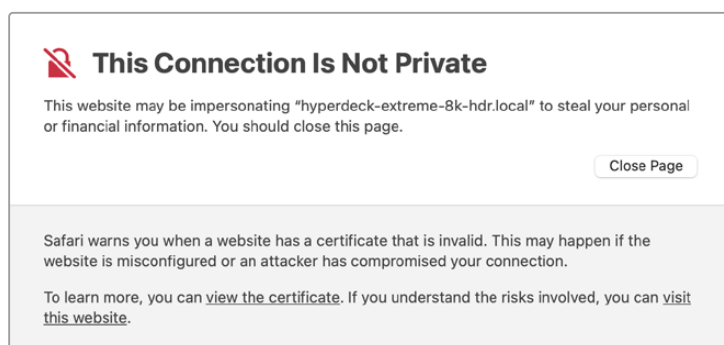 This Connection Is Not Private
This website may be impersonating “hyperdeck-extreme-8k-hdr.local” to steal your personal
or financial information. You should close this page.
Close Page
Safari warns you when a website has a certificate that is invalid. This may happen if the
website is misconfigured or an attacker has compromised your connection.
To learn more, you can view the certificate. If you understand the risks involved, you can visit
this website.